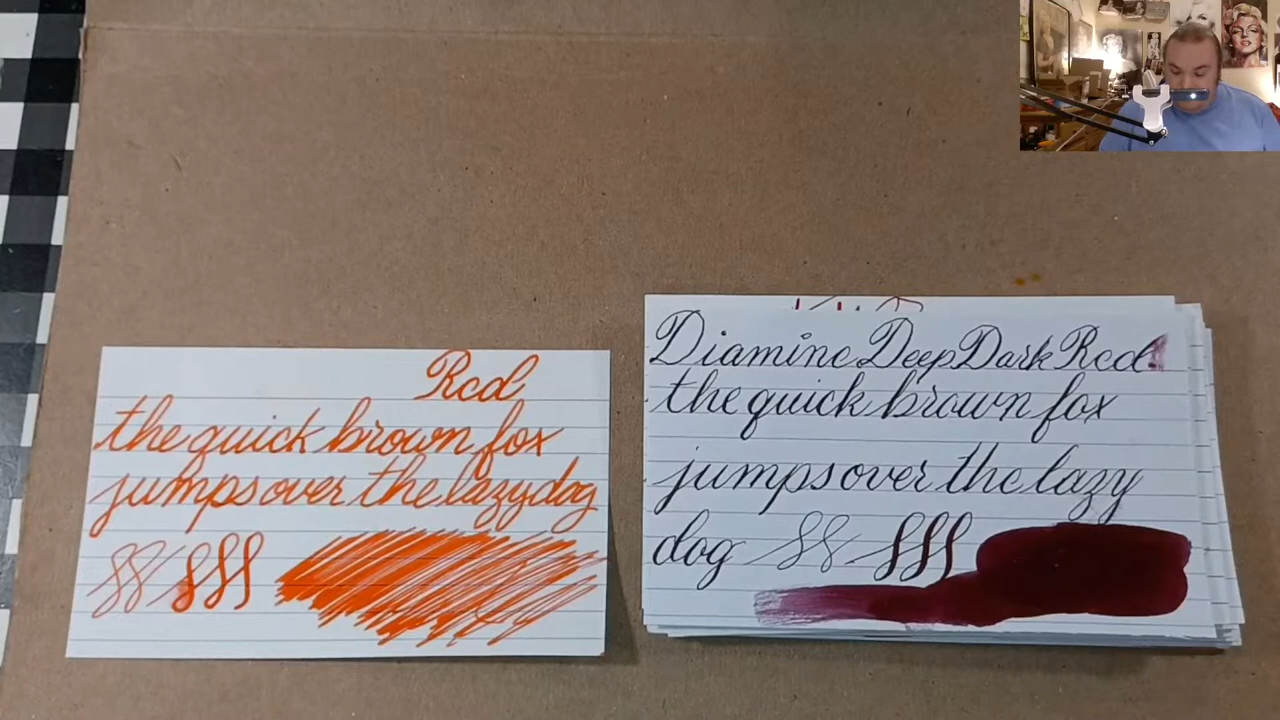 Red
the quick brown fox
jumps over the lazy dog
Diamine Deep Dark Red
the quick brown fox
jumps over the lazy
dog